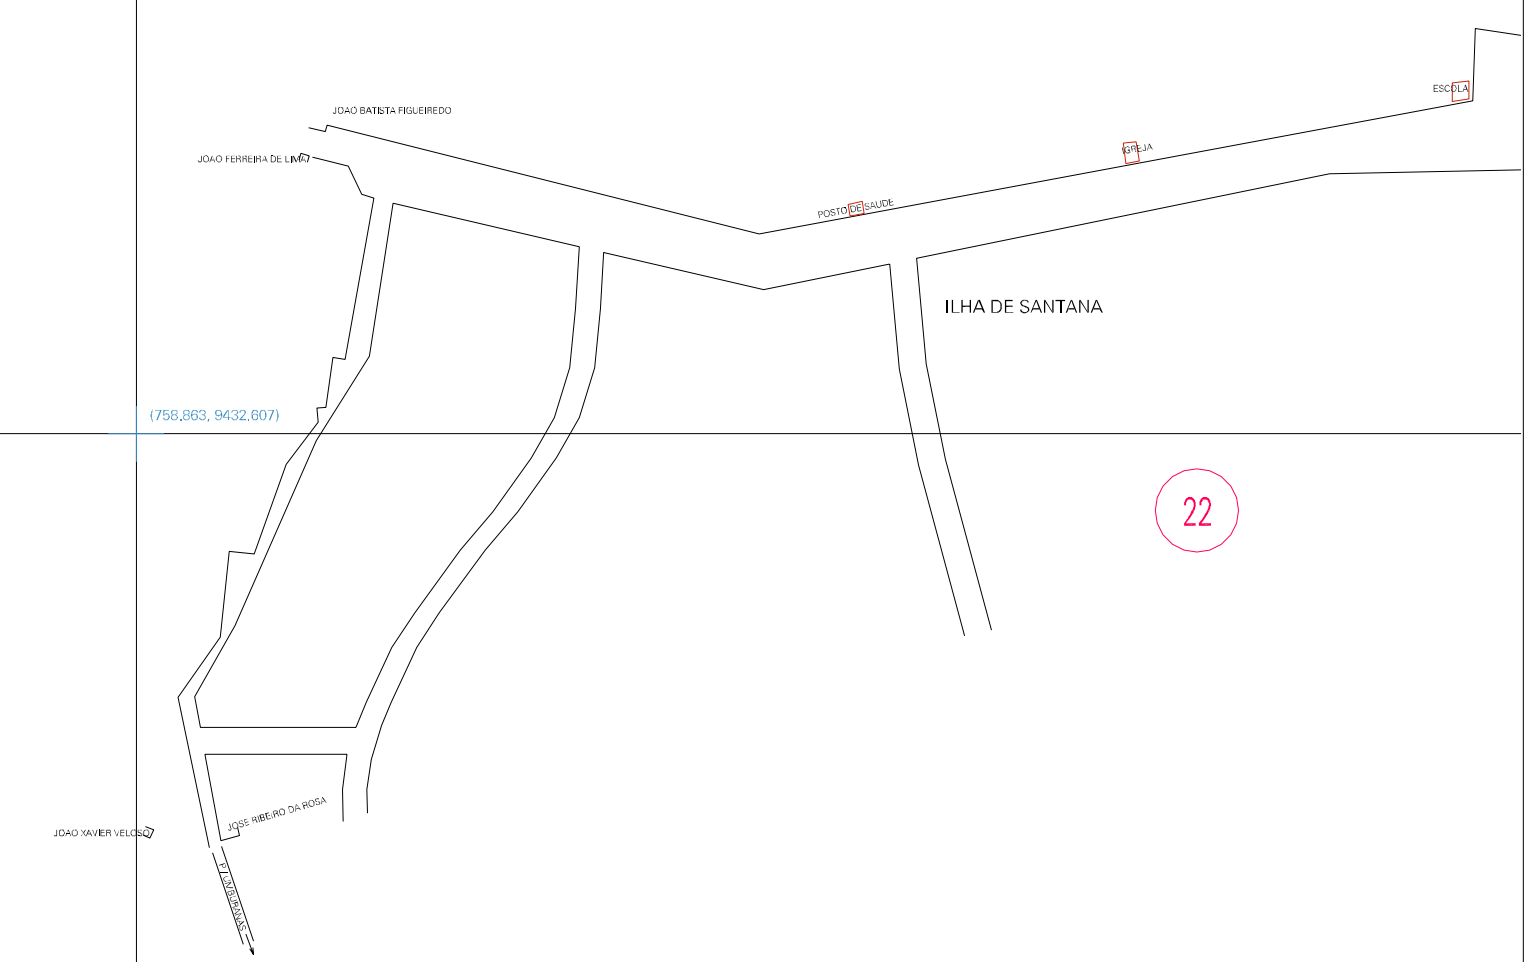 ESCOLA
JOAO BATISTA FIGUEIREDO
IGREJA
JOAO FERREIRA DE LIMA
POSTO DE SAUDE
ILHA DE SANTANA
(758.863, 9432.607)
22
JOSE RIBEIRO DA ROSA
JOAO XAVIER VELOSO
P/ UMBURANAS